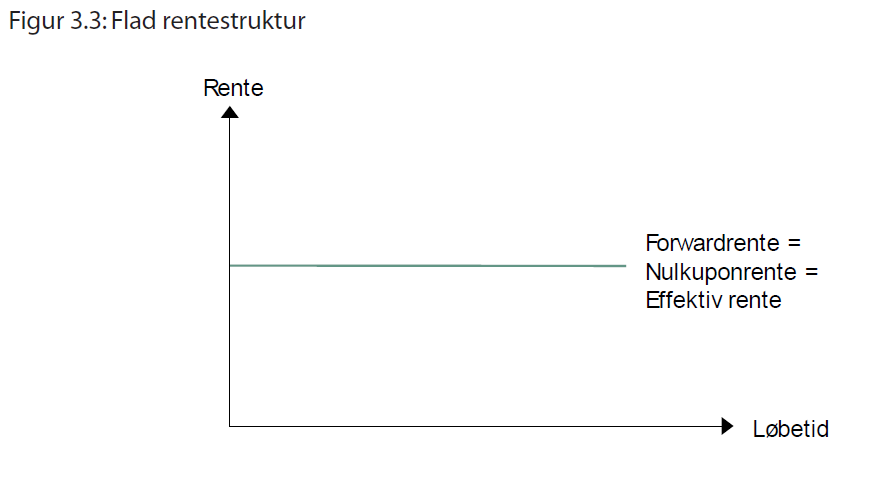 Figur 3.3: Flad rentestruktur
Rente
Forwardrente =
Nulkuponrente =
Effektiv rente
Løbetid